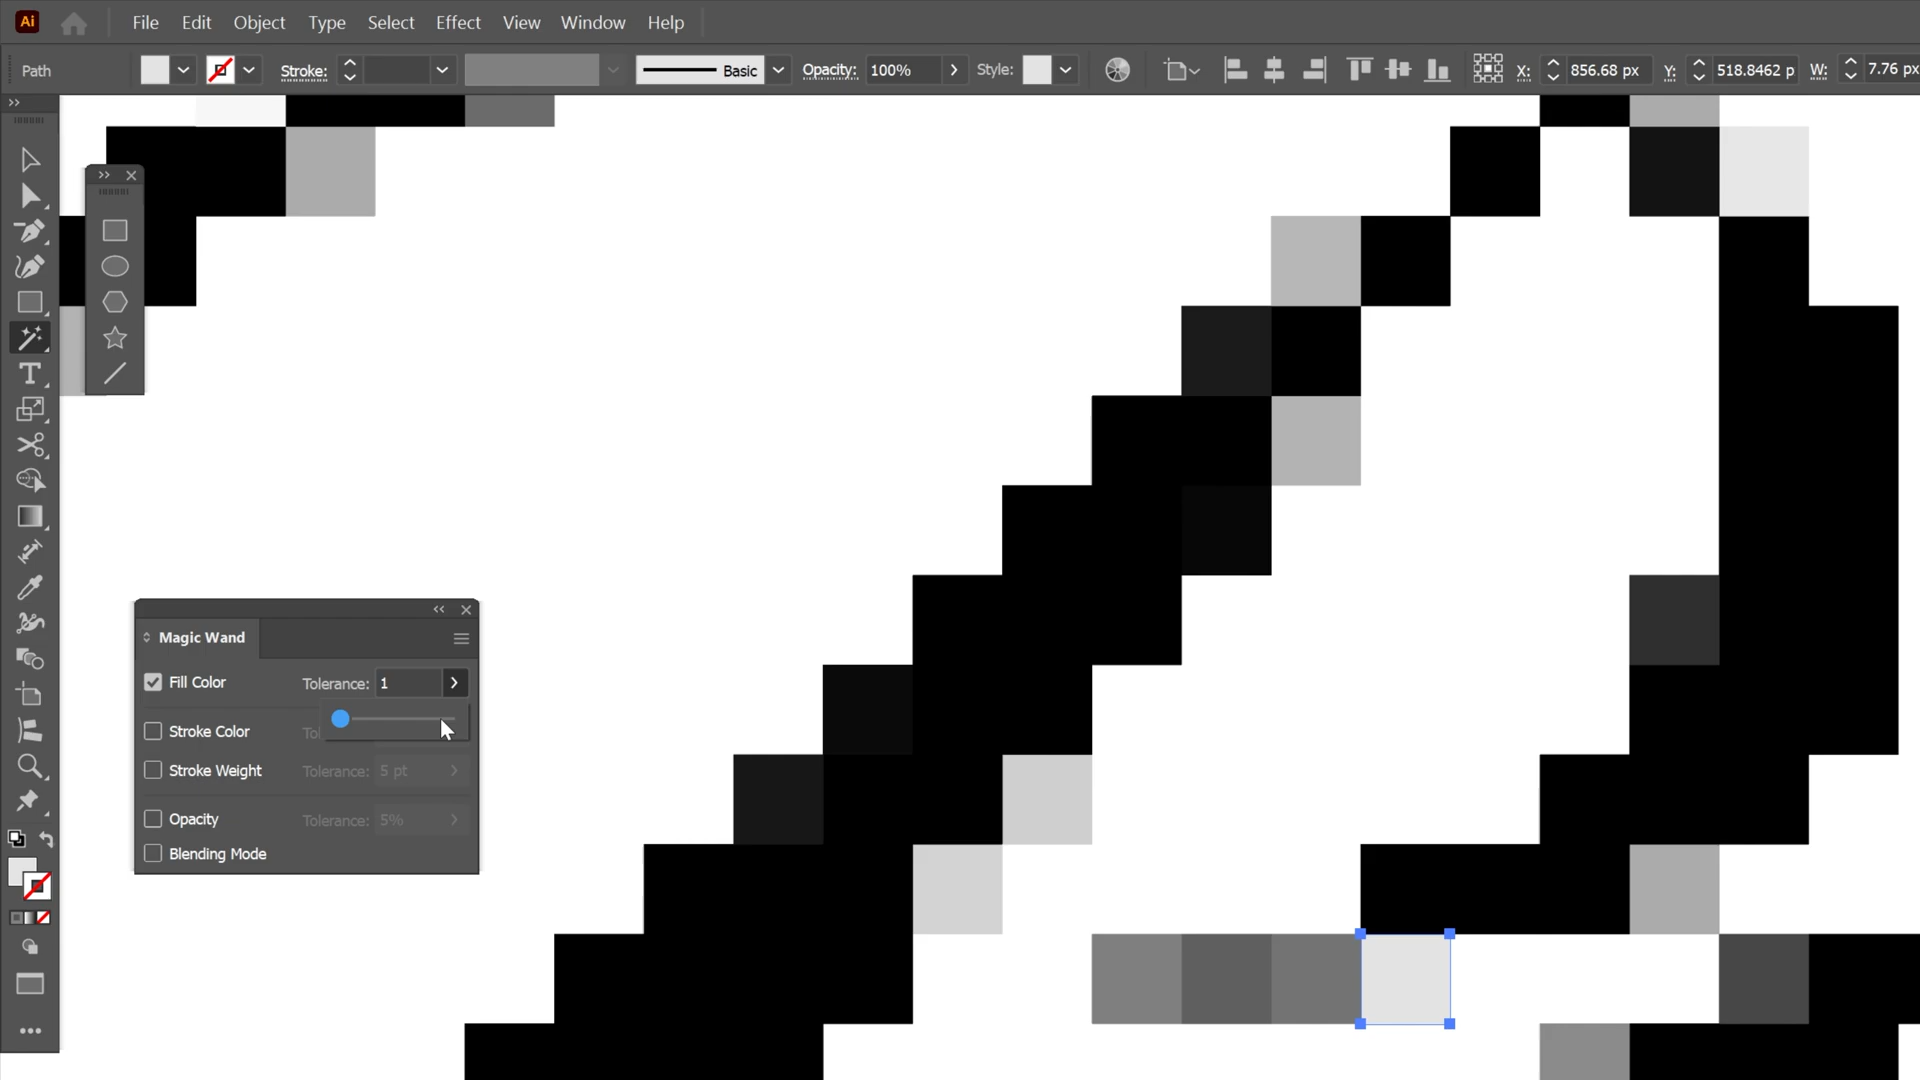 Ai File Edit Object Type Select Effect View Window Help
Path Stroke: Basic Opacity: 100% Style: X: 856.68 px Y: 518.8462 p W: 7.76 px
Magic Wand
Fill Color Tolerance: 1
Stroke Color Tol
Stroke Weight Tolerance: 5 pt
Opacity Tolerance: 5%
Blending Mode